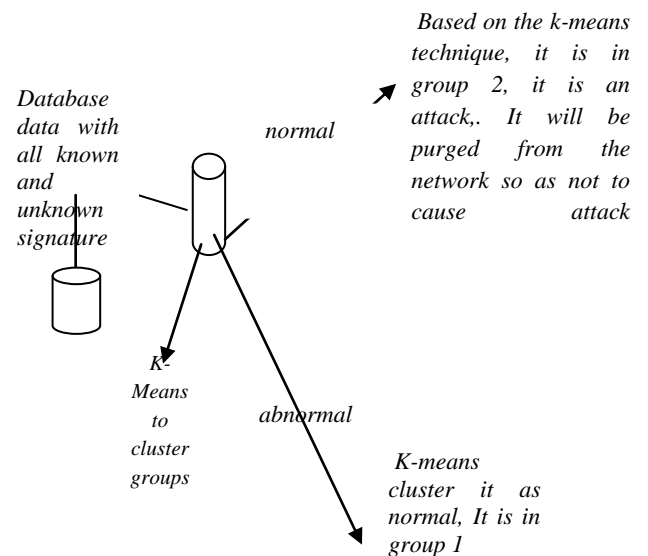 Database
data with
all known
and
unknown
signature
normal
Based on the k-means
technique, it is in
group 2, it is an
attack,. It will be
purged from the
network so as not to
cause attack
K-
Means
to
cluster
groups
abnormal
K-means
cluster it as
normal, It is in
group 1